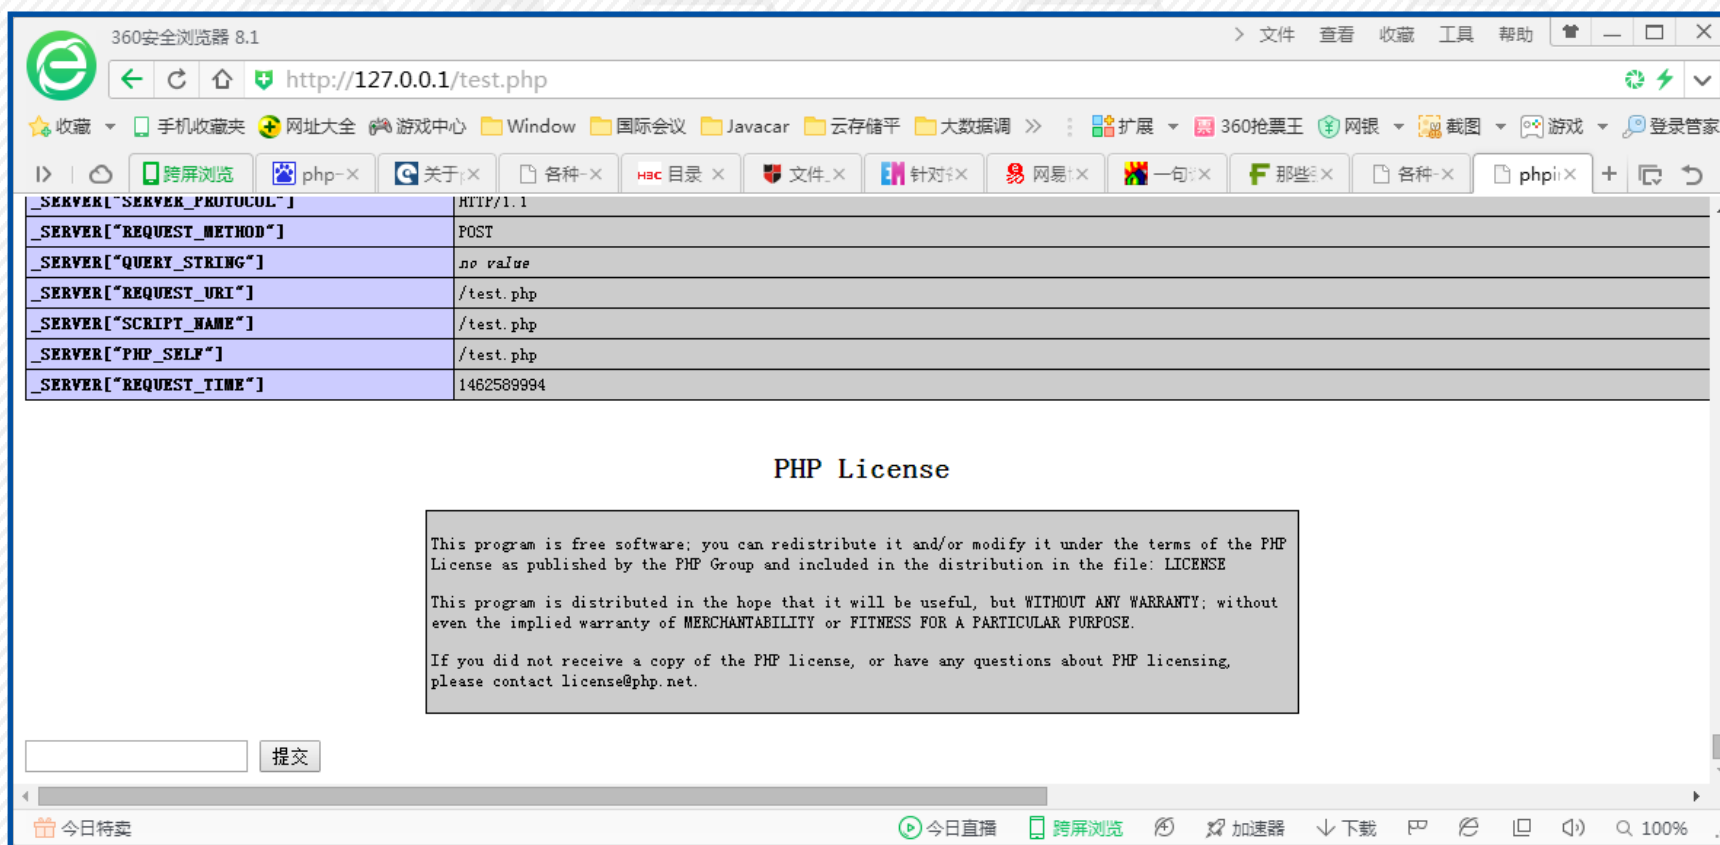 360安全浏览器 8.1
文件 查看 收藏 工具 帮助
http://127.0.0.1/test.php
收藏 手机收藏夹 网址大全 游戏中心 Window 国际会议 Javacar 云存储平 大数据调 >> 扩展 360抢票王 网银 截图 游戏 登录管家
跨屏浏览 php- 关于 各种- H3C 目录 文件_ 针对 网易 一句 那些 各种- phpi
_SERVER["SERVER_PROTOCOL"] HTTP/1.1
_SERVER["REQUEST_METHOD"] POST
_SERVER["QUERY_STRING"] no value
_SERVER["REQUEST_URI"] /test.php
_SERVER["SCRIPT_NAME"] /test.php
_SERVER["PHP_SELF"] /test.php
_SERVER["REQUEST_TIME"] 1462589994
PHP License
This program is free software; you can redistribute it and/or modify it under the terms of the PHP
License as published by the PHP Group and included in the distribution in the file: LICENSE
This program is distributed in the hope that it will be useful, but WITHOUT ANY WARRANTY; without
even the implied warranty of MERCHANTABILITY or FITNESS FOR A PARTICULAR PURPOSE.
If you did not receive a copy of the PHP license, or have any questions about PHP licensing,
please contact license@php.net.
提交
今日特卖 今日直播 跨屏浏览 加速器 下载 100%